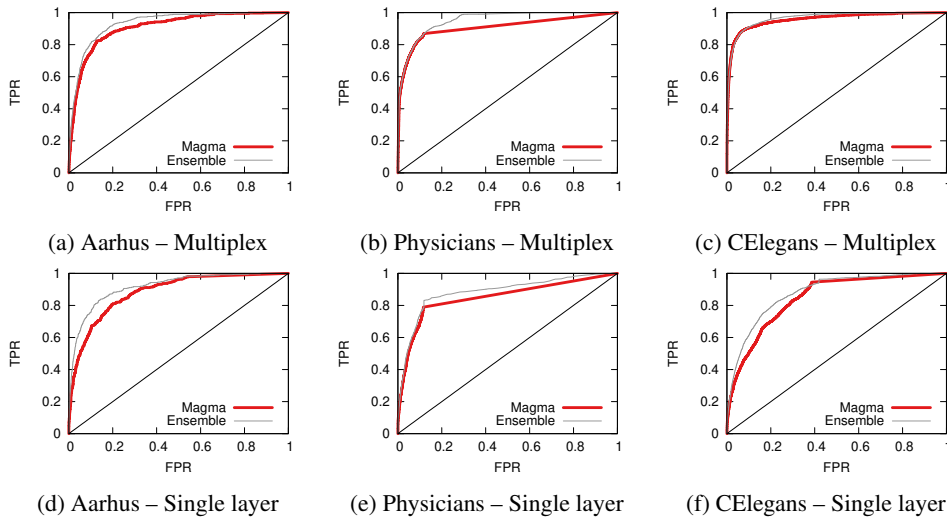 1
0.8
0.6
0.4
0.2
0
TPR
Magma
Ensemble
0 0.2 0.4 0.6 0.8 1
FPR
(a) Aarhus – Multiplex
1
0.8
0.6
0.4
0.2
0
TPR
Magma
Ensemble
0 0.2 0.4 0.6 0.8 1
FPR
(b) Physicians – Multiplex
1
0.8
0.6
0.4
0.2
0
TPR
Magma
Ensemble
0 0.2 0.4 0.6 0.8 1
FPR
(c) CElegans – Multiplex
1
0.8
0.6
0.4
0.2
0
TPR
Magma
Ensemble
0 0.2 0.4 0.6 0.8 1
FPR
(d) Aarhus – Single layer
1
0.8
0.6
0.4
0.2
0
TPR
Magma
Ensemble
0 0.2 0.4 0.6 0.8 1
FPR
(e) Physicians – Single layer
1
0.8
0.6
0.4
0.2
0
TPR
Magma
Ensemble
0 0.2 0.4 0.6 0.8 1
FPR
(f) CElegans – Single layer